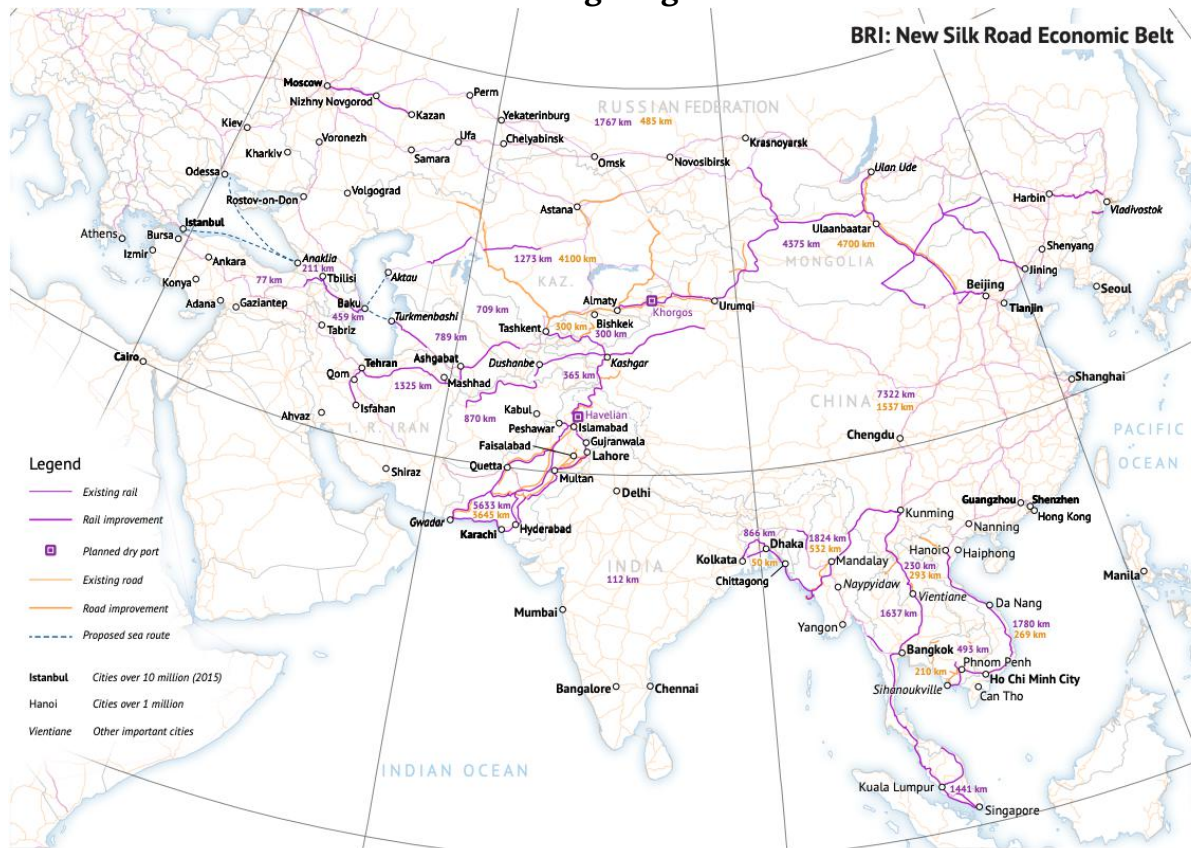 BRI: New Silk Road Economic Belt
Moscow
Nizhny Novgorod
Kazan
Perm
Yekaterinburg
RUSSIAN FEDERATION
1767 km 485 km
Kiev
Voronezh
Ufa
Chelyabinsk
Krasnoyarsk
Kharkiv
Samara
Omsk
Novosibirsk
Ulan Ude
Odessa
Volgograd
Rostov-on-Don
Astana
Harbin
Vladivostok
Istanbul
Athens
Bursa
Izmir
Ankara
Anaklia
211 km
Tbilisi
Aktau
1273 km 4100 km
KAZ.
Ulaanbaatar
4375 km 4700 km
MONGOLIA
Shenyang
Jining
Konya
77 km
Adana
Gaziantep
Baku
459 km
Tabriz
Turkmenbashi
709 km
Almaty
Khorgos
Urumqi
Beijing
Tianjin
Seoul
Tashkent
300 km
Bishkek
300 km
789 km
Cairo
Tehran
Ashgabat
Dushanbe
Kashgar
Qom
1325 km
Mashhad
365 km
Shanghai
Isfahan
870 km
Kabul
Havelian
7322 km
1537 km
CHINA
Ahvaz
I. R. IRAN
Peshawar
Islamabad
Faisalabad
Gujranwala
Lahore
Chengdu
PACIFIC
OCEAN
Shiraz
Quetta
Multan
Delhi
5633 km
3645 km
Gwadar
Karachi
Hyderabad
Guangzhou
Shenzhen
Hong Kong
Kunming
Nanning
866 km
Dhaka
1824 km
532 km
Kolkata
50 km
Chittagong
Mandalay
Hanoi
Haiphong
230 km
293 km
INDIA
112 km
Naypyidaw
Vientiane
Manila
Mumbai
Yangon
1637 km
Da Nang
1780 km
269 km
Bangkok
493 km
Phnom Penh
210 km
Ho Chi Minh City
Sihanoukville
Can Tho
Bangalore
Chennai
INDIAN OCEAN
Kuala Lumpur
1441 km
Singapore
Legend
Existing rail
Rail improvement
Planned dry port
Existing road
Road improvement
Proposed sea route
Istanbul Cities over 10 million (2015)
Hanoi Cities over 1 million
Vientiane Other important cities